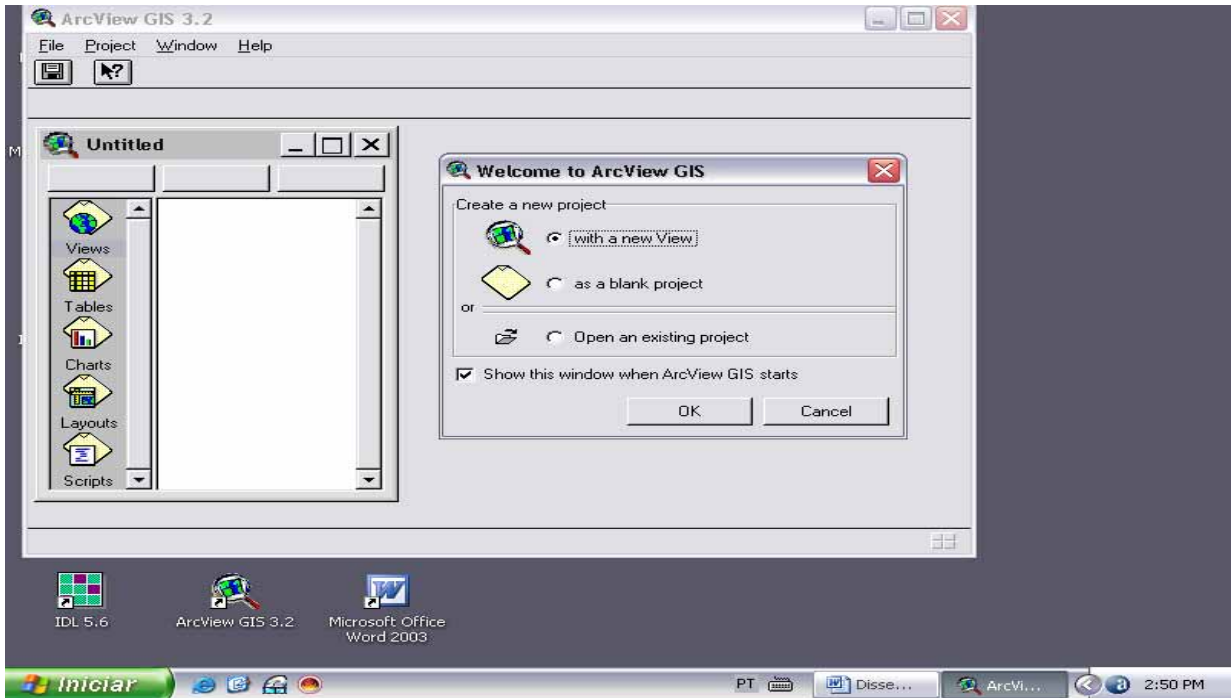 ArcView GIS 3.2
File Project Window Help
Untitled
Views
Tables
Charts
Layouts
Scripts
Welcome to ArcView GIS
Create a new project
with a new View
as a blank project
or
Open an existing project
Show this window when ArcView GIS starts
OK Cancel
IDL 5.6
ArcView GIS 3.2
Microsoft Office
Word 2003
Iniciar
PT
Disse...
ArcVi...
2:50 PM